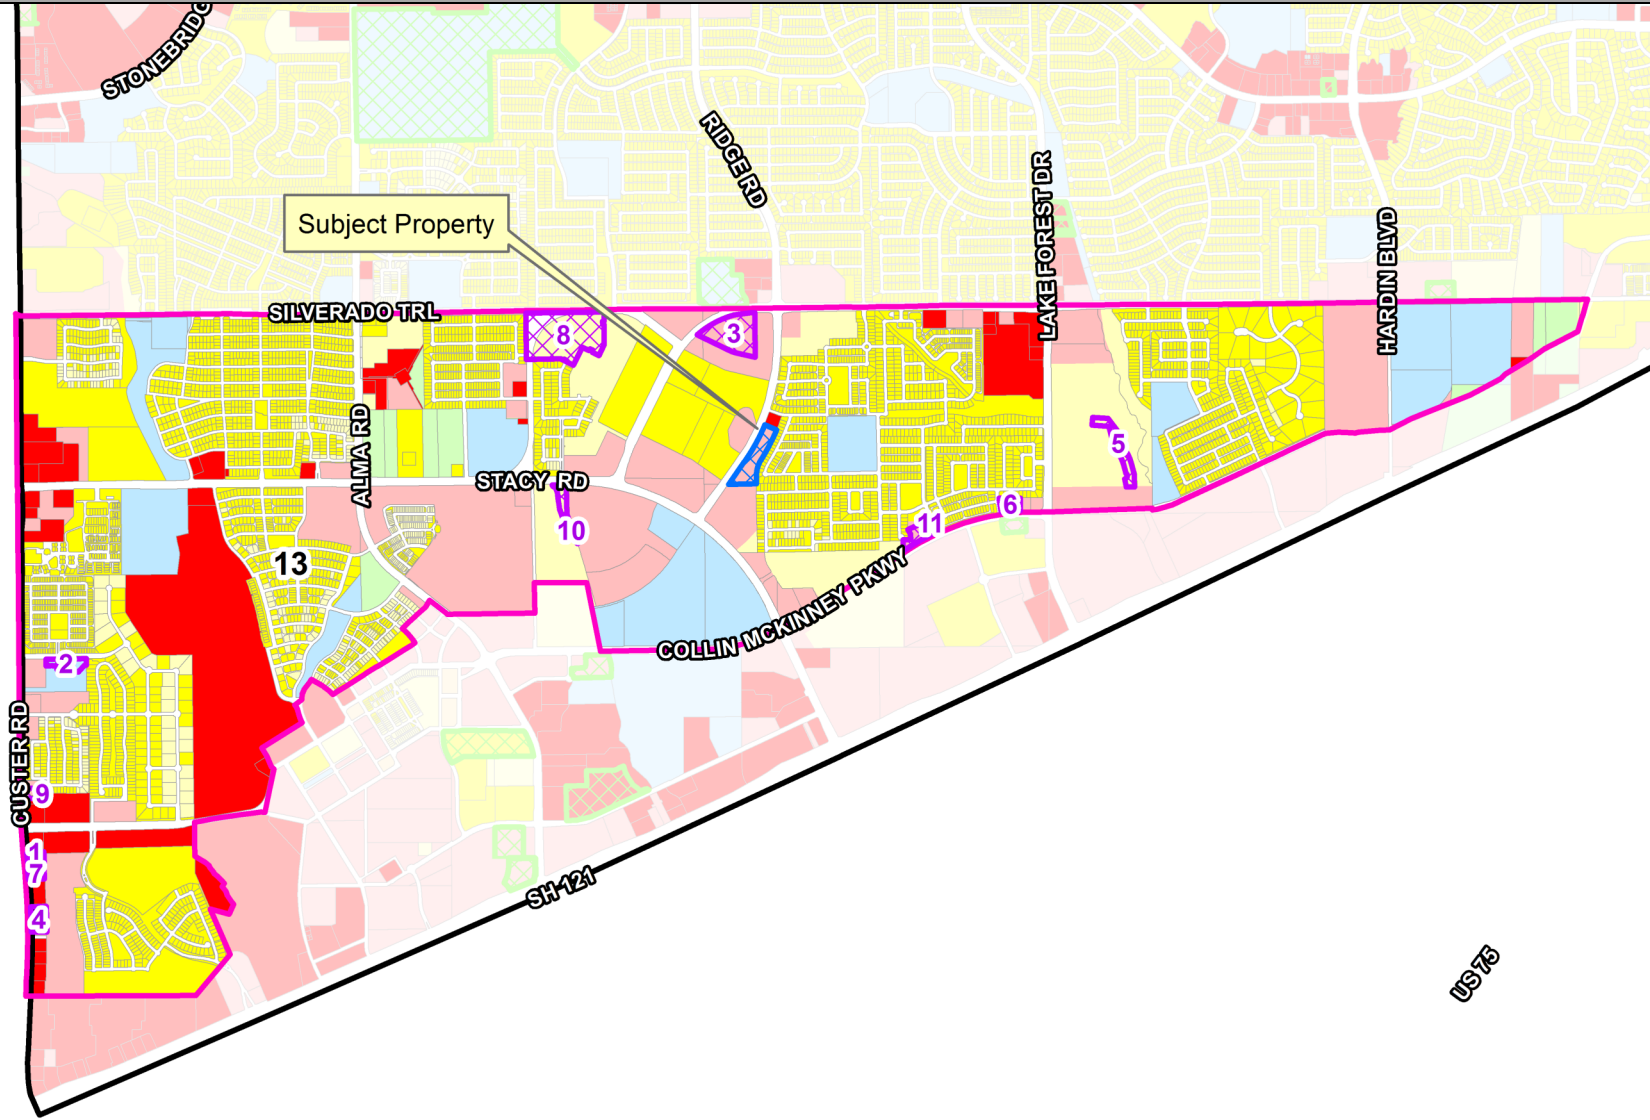 STONEBRIDG
RIDGE RD
LAKE FOREST DR
Subject Property
HARDIN BLVD
SILVERADO TRL
8
3
ALMA RD
5
STACY RD
6
10
11
13
COLLIN MCKINNEY PKWY
2
CUSTER RD
9
1
7
4
SH 121
US 75